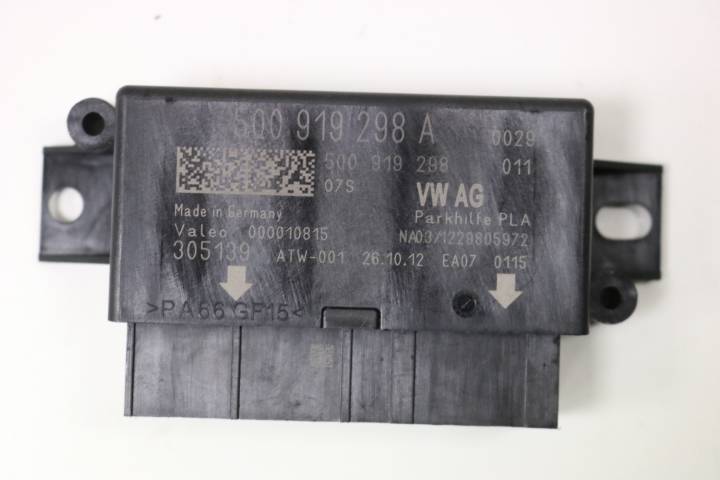 5Q0 919 298 A 0029
5Q0 919 298 011
07S VW AG
Made in Germany Parkhilfe PLA
Valeo 000010815 NA03/1229805972
305139 ATW-001 26.10.12 EA07 0115
>PA66 GF15<